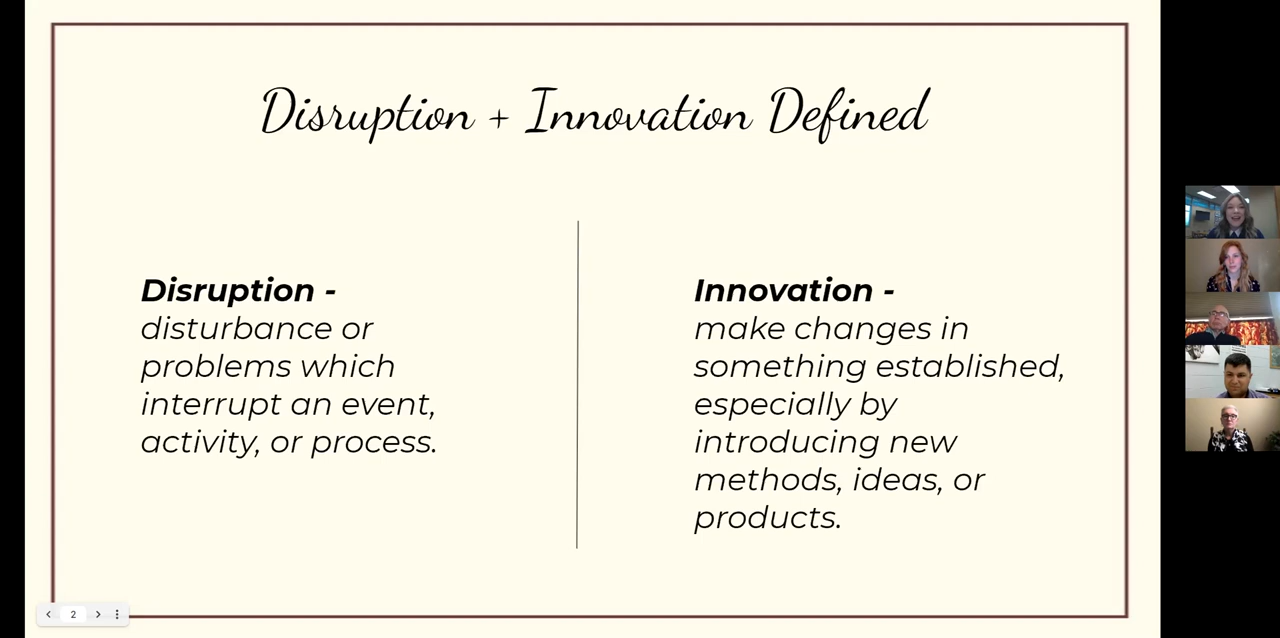 Disruption + Innovation Defined
Disruption -
disturbance or
problems which
interrupt an event,
activity, or process.
Innovation -
make changes in
something established,
especially by
introducing new
methods, ideas, or
products.
2